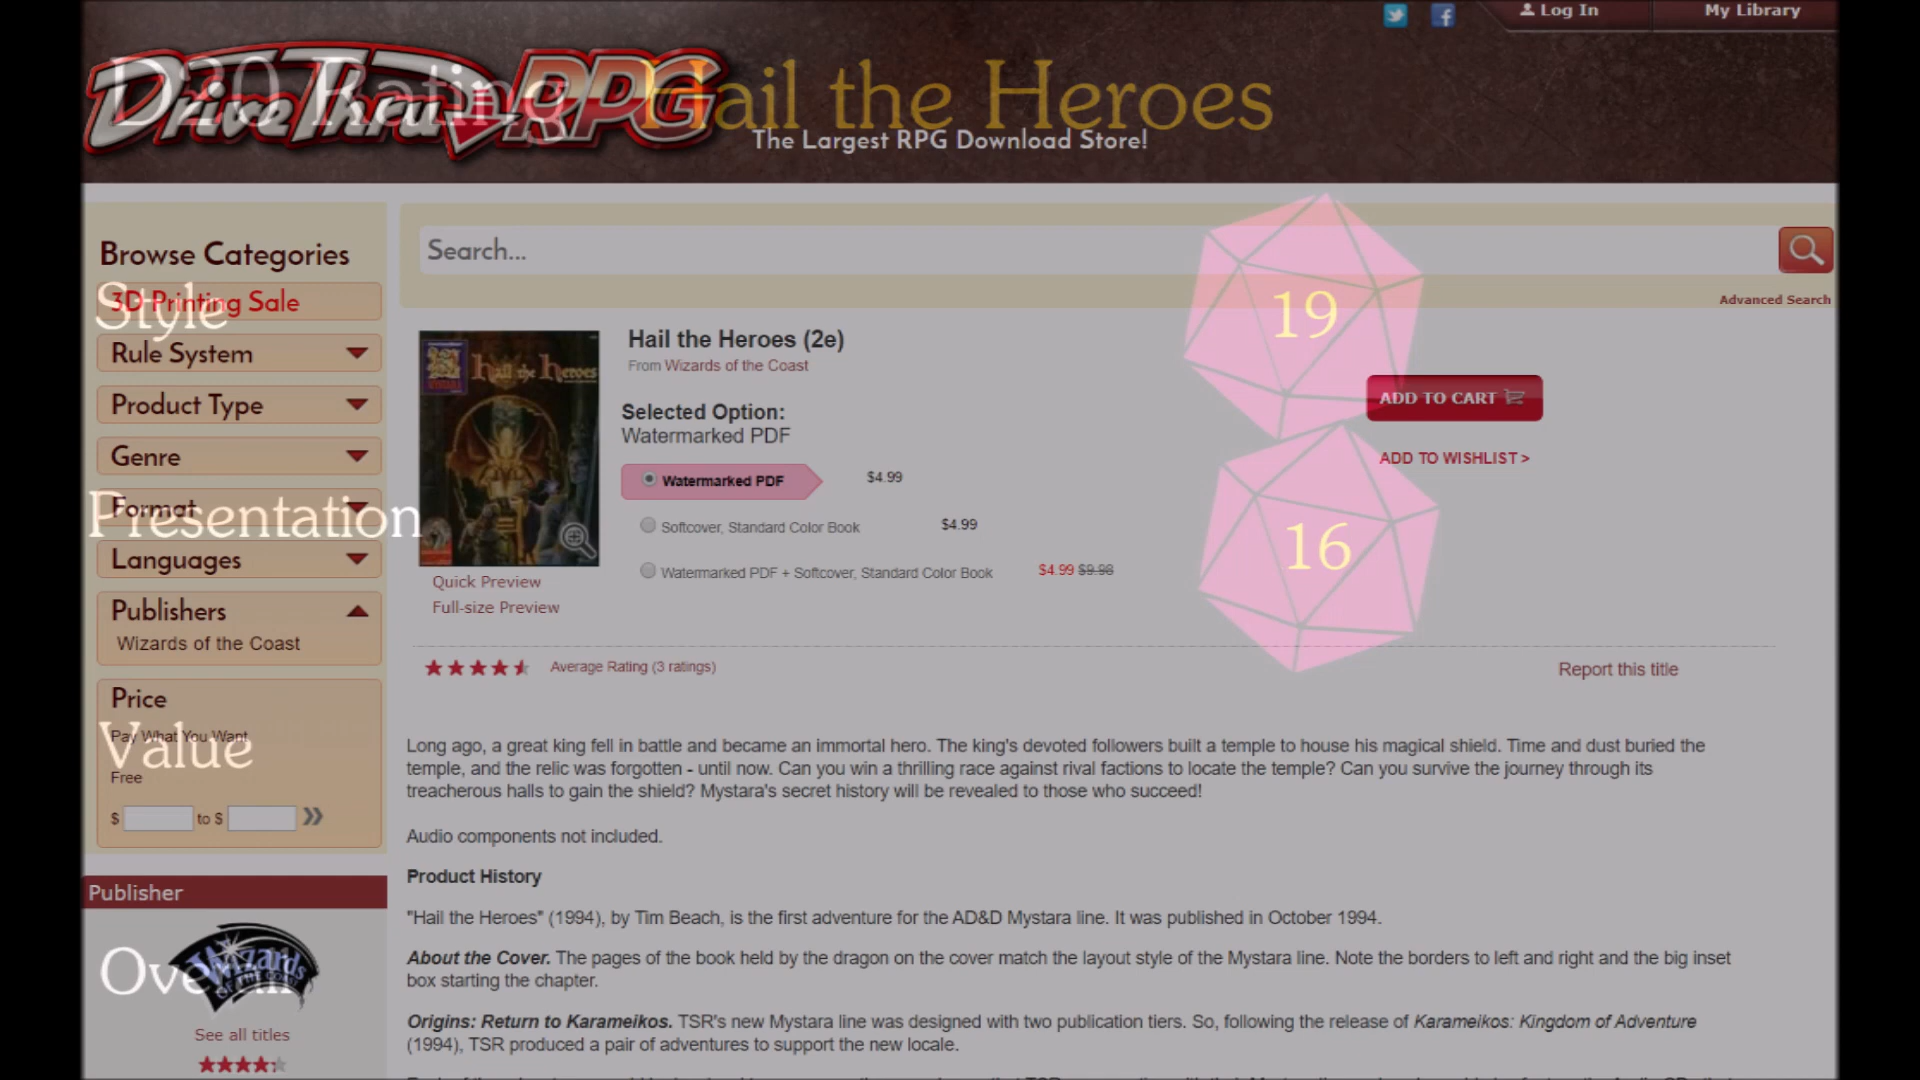 Log In
My Library
DriveThruRPG
D20 Rating
Hail the Heroes
The Largest RPG Download Store!
Browse Categories
Search...
3D Printing Sale
Style
Advanced Search
19
Rule System
Product Type
Genre
Format
Presentation
Languages
Publishers
Wizards of the Coast
Price
Pay What You Want
Value
Free
$ to $
Publisher
Overall
Wizards
OF THE COAST
See all titles
hail the heroes
MYSTARA
Quick Preview
Full-size Preview
Hail the Heroes (2e)
From Wizards of the Coast
Selected Option:
Watermarked PDF
Watermarked PDF $4.99
Softcover, Standard Color Book $4.99
Watermarked PDF + Softcover, Standard Color Book $4.99 $9.98
ADD TO CART
ADD TO WISHLIST >
16
Average Rating (3 ratings)
Report this title
Long ago, a great king fell in battle and became an immortal hero. The king's devoted followers built a temple to house his magical shield. Time and dust buried the
temple, and the relic was forgotten - until now. Can you win a thrilling race against rival factions to locate the temple? Can you survive the journey through its
treacherous halls to gain the shield? Mystara's secret history will be revealed to those who succeed!
Audio components not included.
Product History
"Hail the Heroes" (1994), by Tim Beach, is the first adventure for the AD&D Mystara line. It was published in October 1994.
About the Cover. The pages of the book held by the dragon on the cover match the layout style of the Mystara line. Note the borders to left and right and the big inset
box starting the chapter.
Origins: Return to Karameikos. TSR's new Mystara line was designed with two publication tiers. So, following the release of Karameikos: Kingdom of Adventure
(1994), TSR produced a pair of adventures to support the new locale.